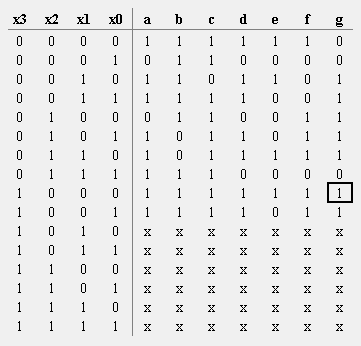 x3 x2 x1 x0 a b c d e f g
0 0 0 0 1 1 1 1 1 1 0
0 0 0 1 0 1 1 0 0 0 0
0 0 1 0 1 1 0 1 1 0 1
0 0 1 1 1 1 1 1 0 0 1
0 1 0 0 0 1 1 0 0 1 1
0 1 0 1 1 0 1 1 0 1 1
0 1 1 0 1 0 1 1 1 1 1
0 1 1 1 1 1 1 0 0 0 0
1 0 0 0 1 1 1 1 1 1 1
1 0 0 1 1 1 1 1 0 1 1
1 0 1 0 x x x x x x x
1 0 1 1 x x x x x x x
1 1 0 0 x x x x x x x
1 1 0 1 x x x x x x x
1 1 1 0 x x x x x x x
1 1 1 1 x x x x x x x